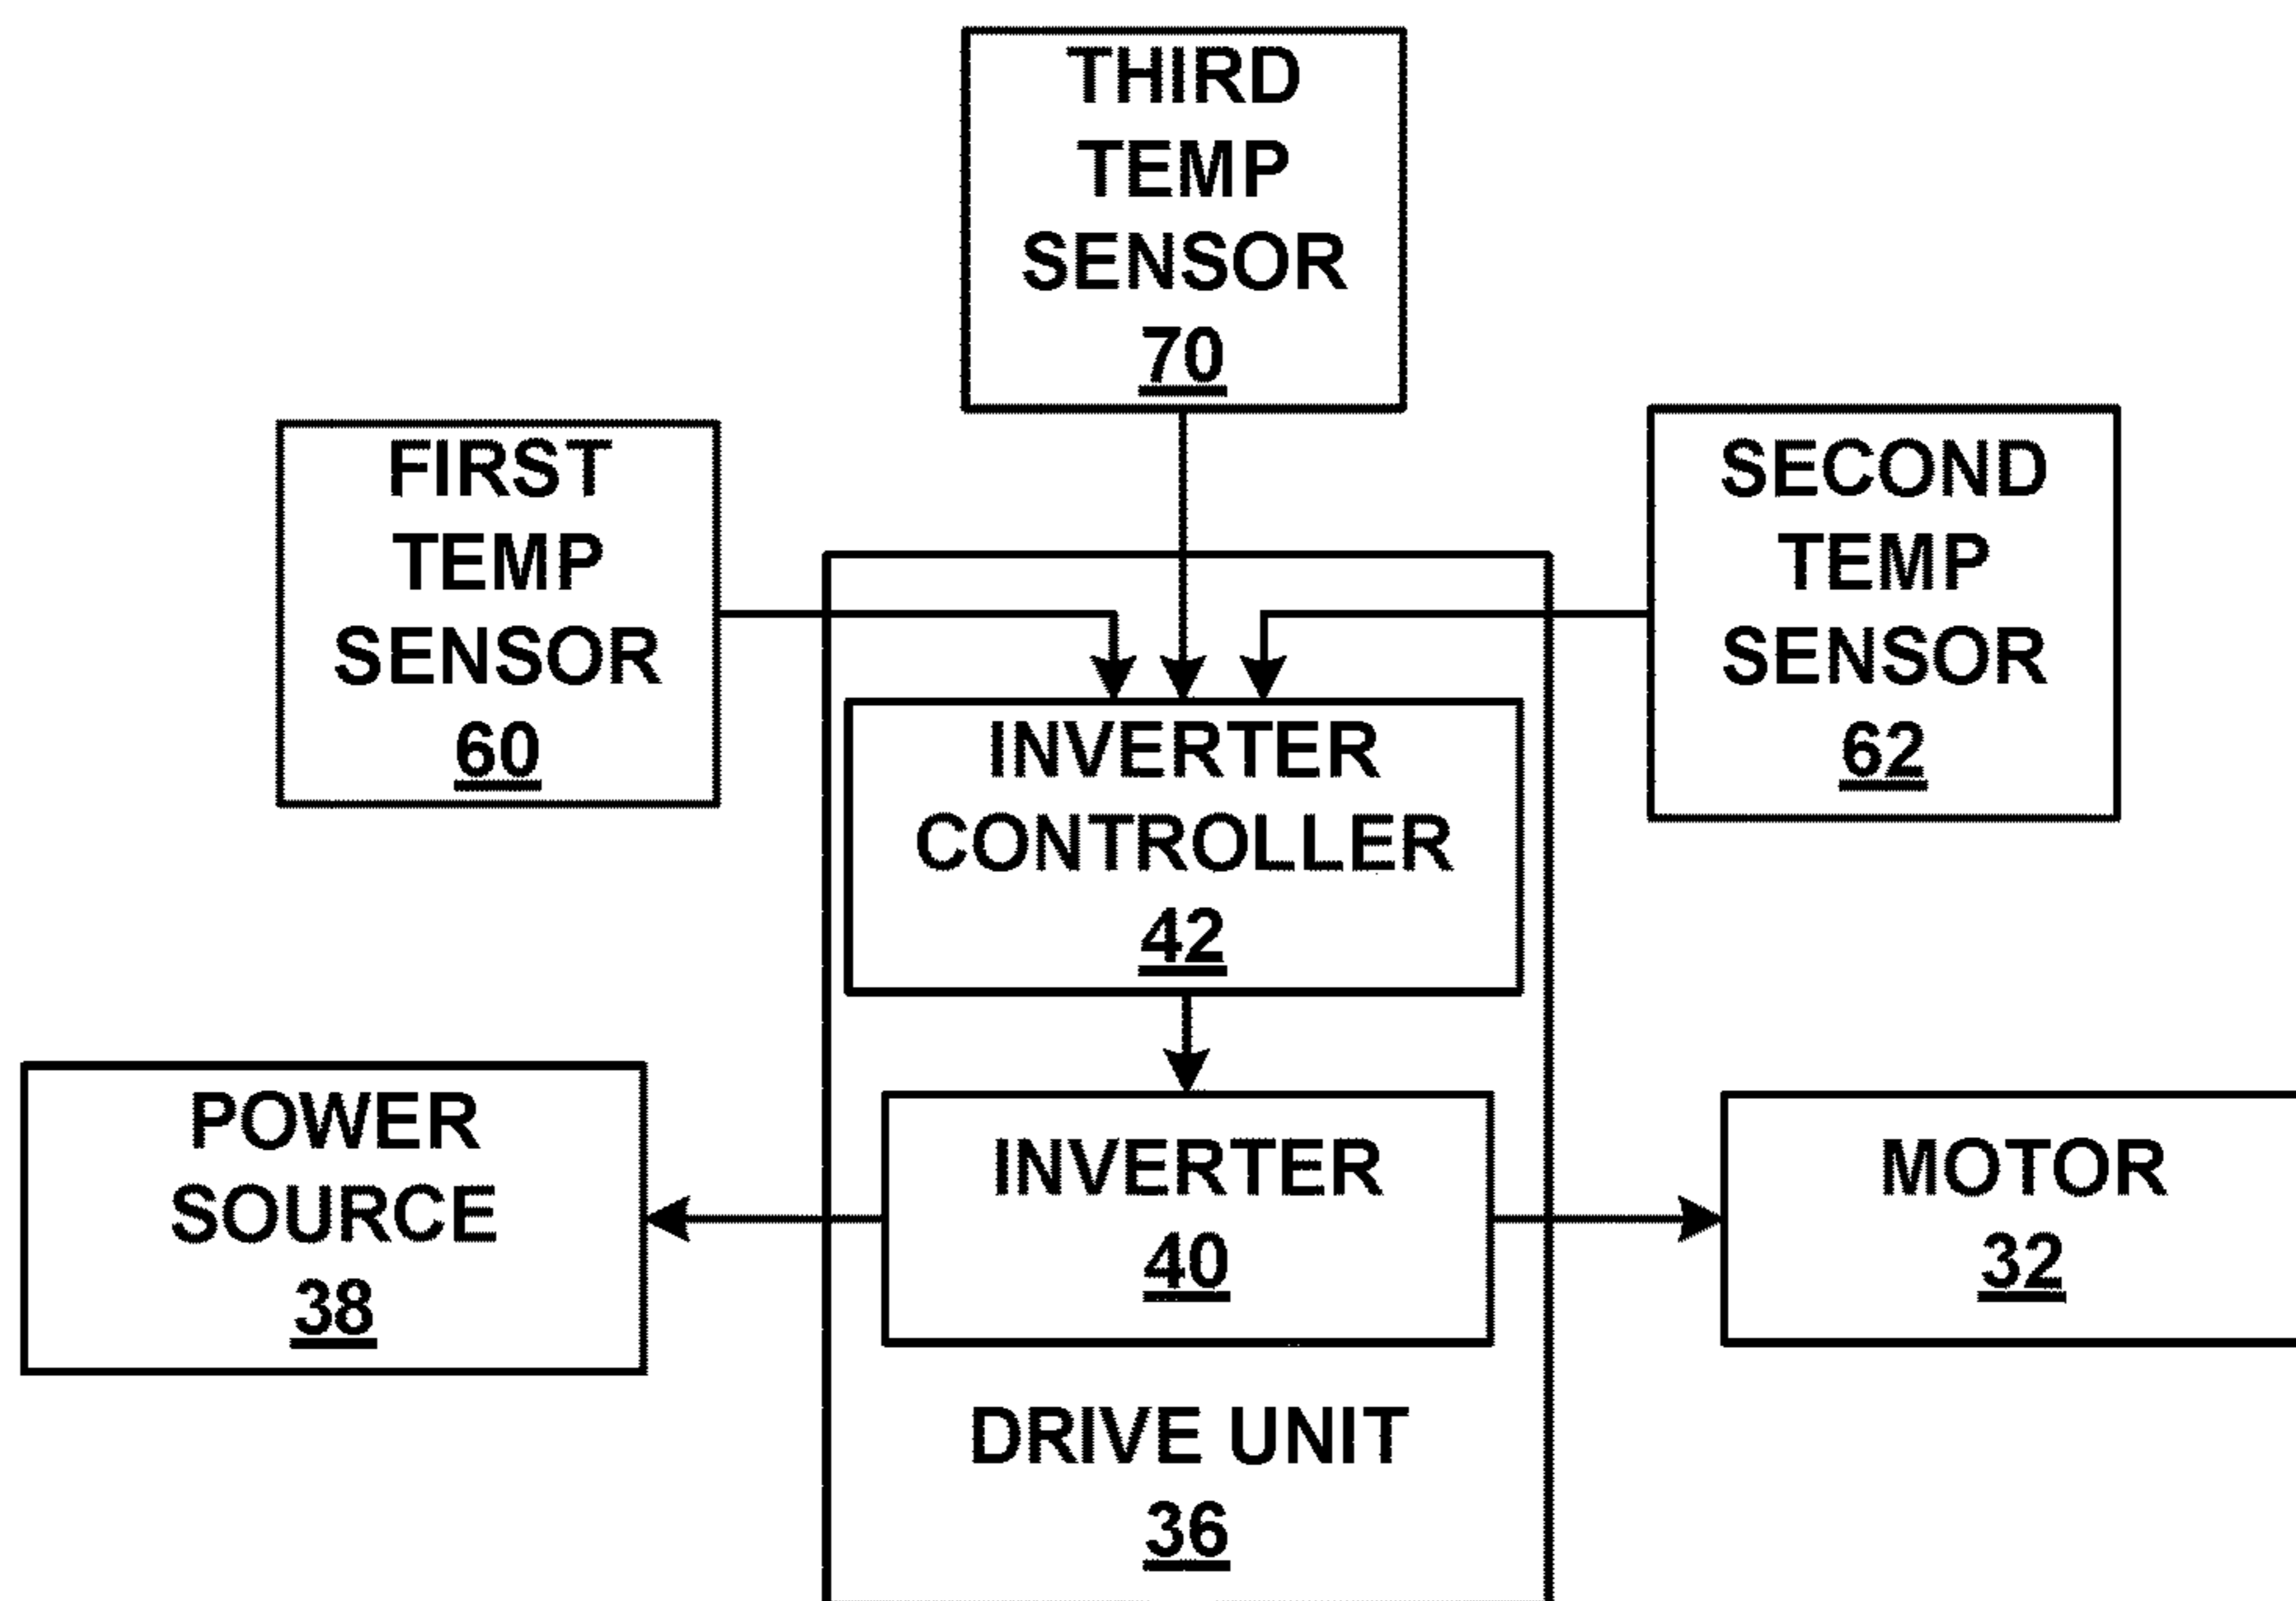 THIRD
TEMP
SENSOR
70
FIRST
TEMP
SENSOR
60
SECOND
TEMP
SENSOR
62
INVERTER
CONTROLLER
42
POWER
SOURCE
38
INVERTER
40
MOTOR
32
DRIVE UNIT
36